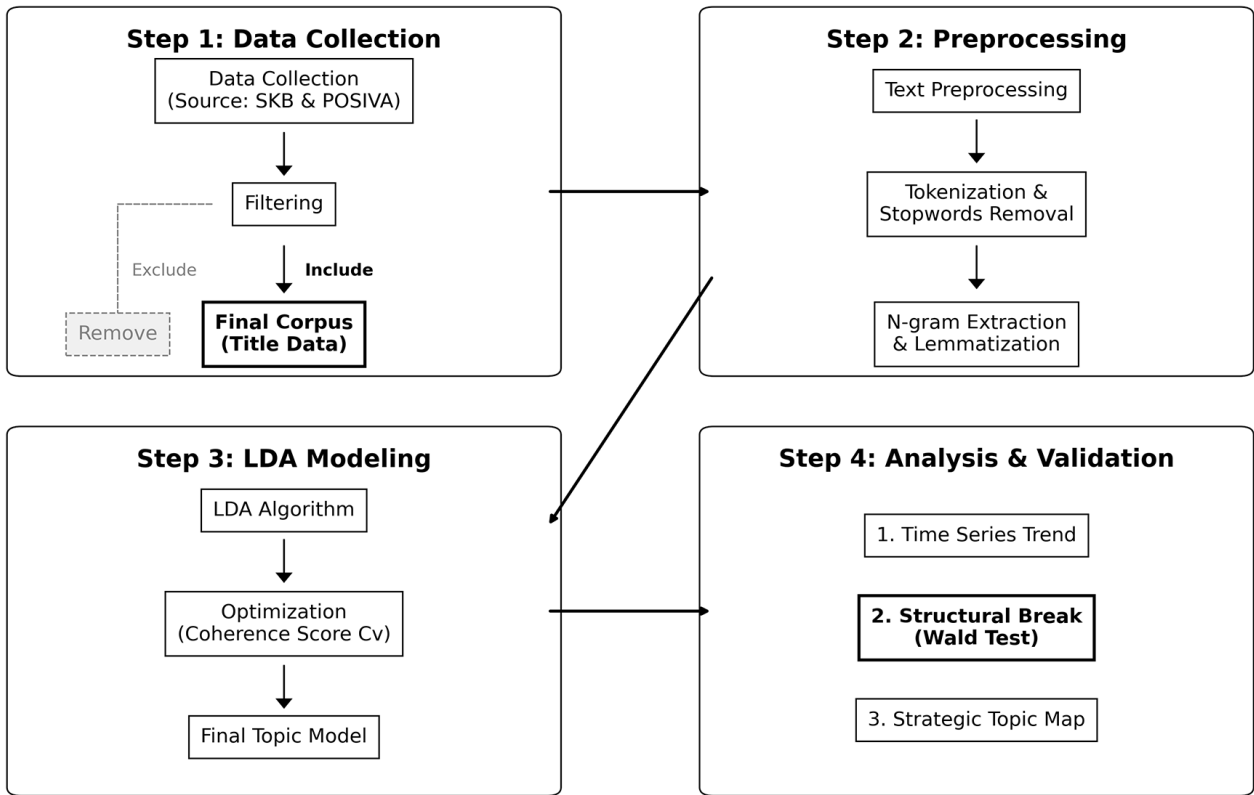 Step 1: Data Collection
Data Collection
(Source: SKB & POSIVA)
Filtering
Exclude
Include
Remove
Final Corpus
(Title Data)
Step 2: Preprocessing
Text Preprocessing
Tokenization &
Stopwords Removal
N-gram Extraction
& Lemmatization
Step 3: LDA Modeling
LDA Algorithm
Optimization
(Coherence Score Cv)
Final Topic Model
Step 4: Analysis & Validation
1. Time Series Trend
2. Structural Break
(Wald Test)
3. Strategic Topic Map